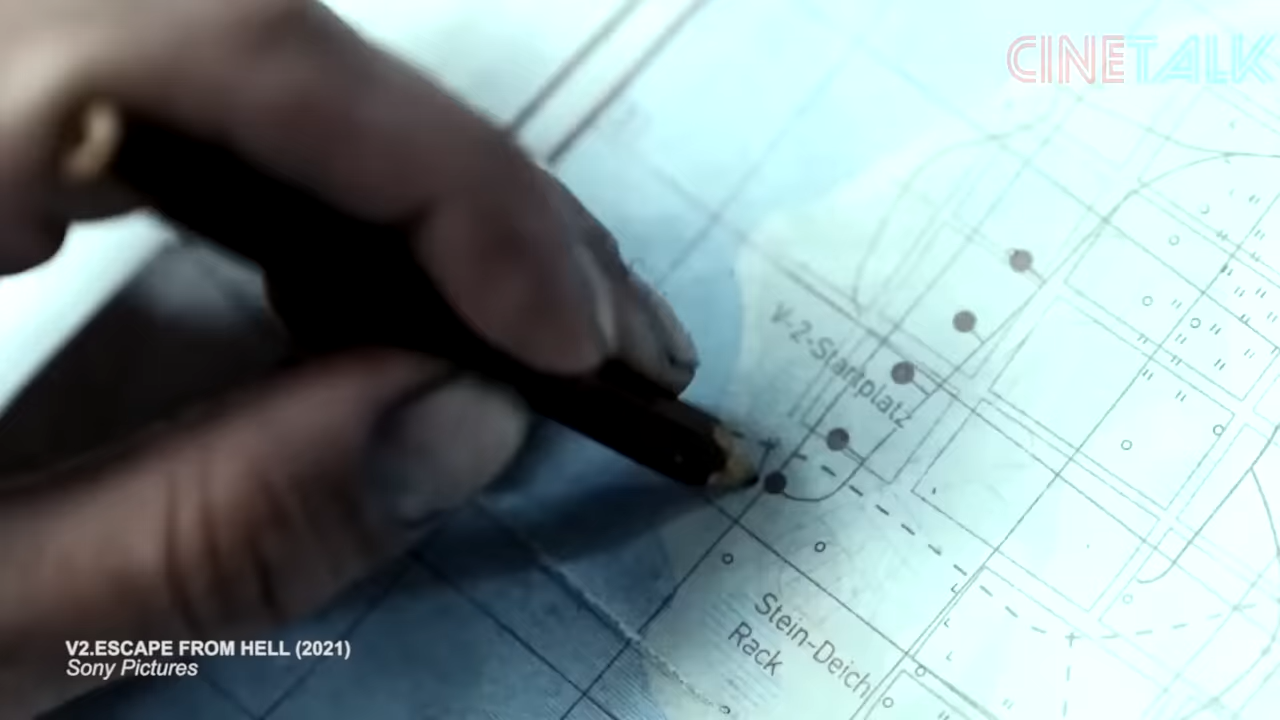 CINETALK
V-2-Startplatz
Stein-Deich
Rack
V2.ESCAPE FROM HELL (2021)
Sony Pictures